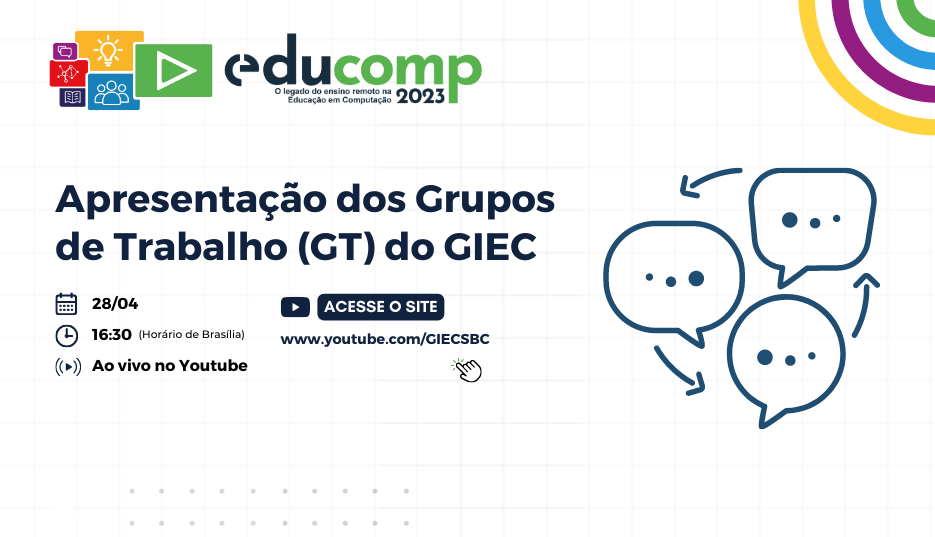 educomp
O legado do ensino remoto na
Educação em Computação
2023
Apresentação dos Grupos
de Trabalho (GT) do GIEC
28/04
16:30 (Horário de Brasília)
Ao vivo no Youtube
ACESSE O SITE
www.youtube.com/GIECSBC